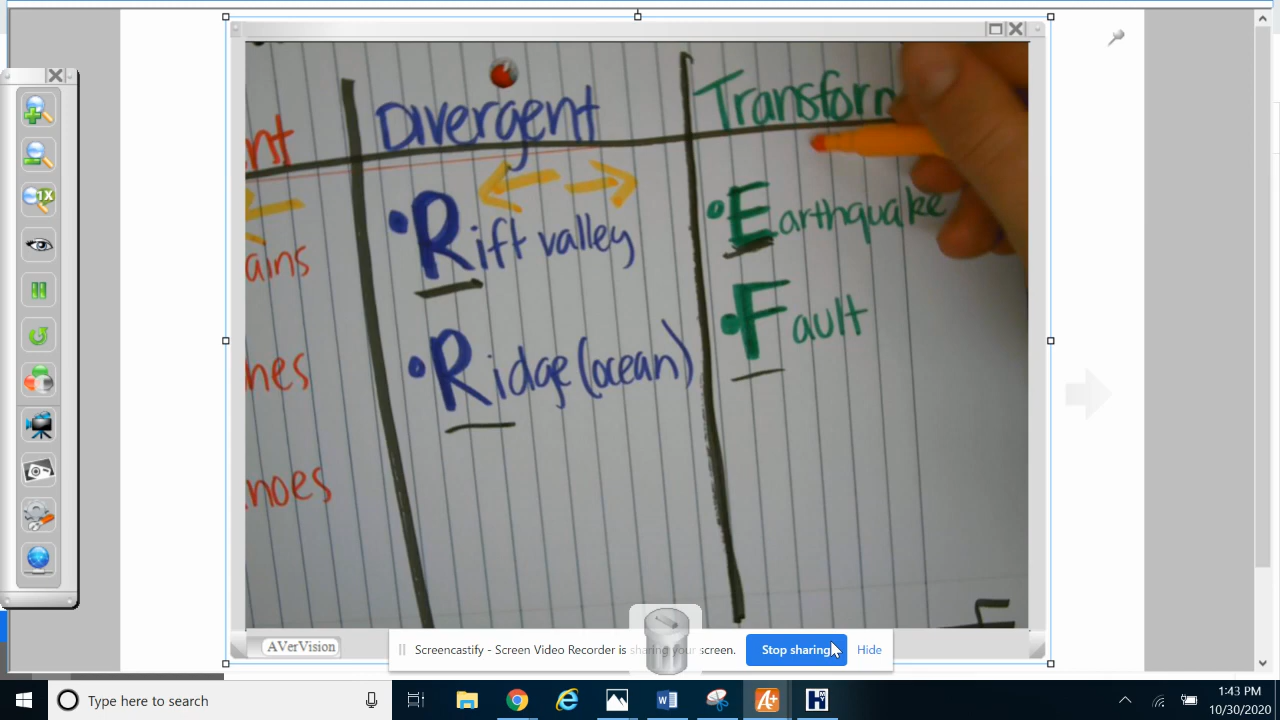 nt
Divergent
Transform
• Rift valley
• Earthquake
ains
• Fault
• Ridge (ocean)
hes
noes
F
AVerVision
Screencastify - Screen Video Recorder is sharing your screen.
Stop sharing
Hide
Type here to search
1:43 PM
10/30/2020